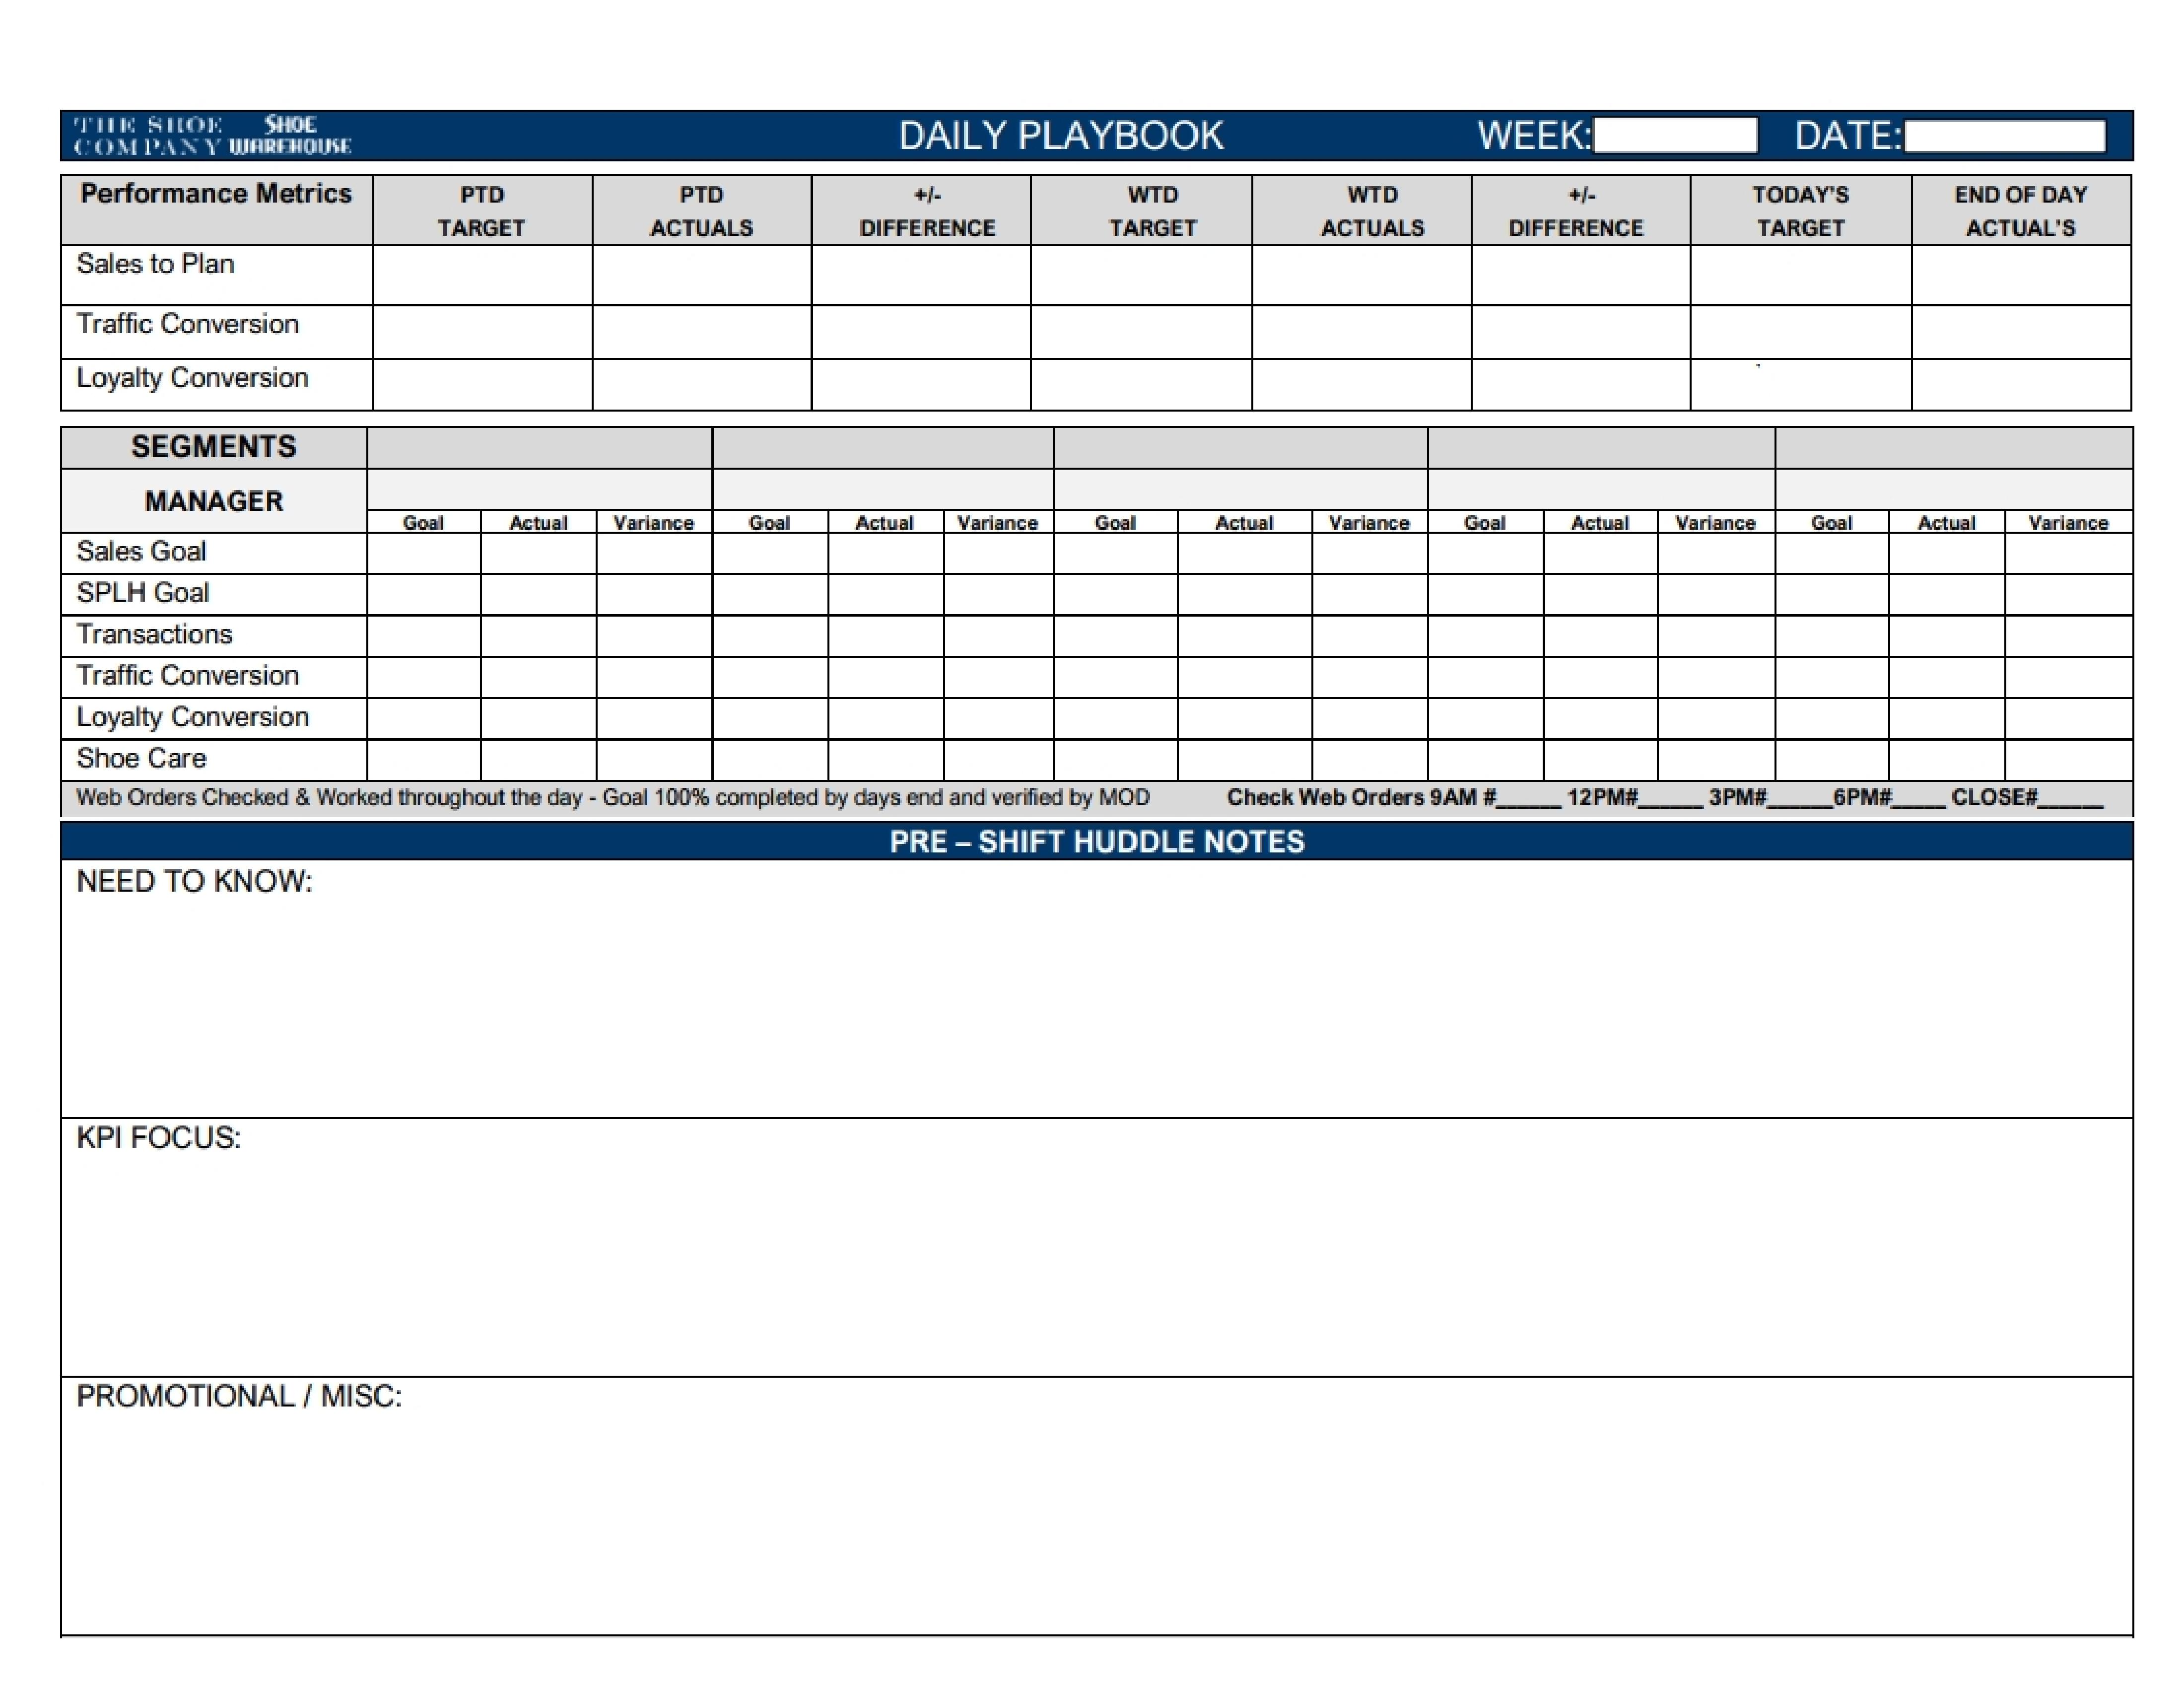 THE SHOE COMPANY SHOE WAREHOUSE DAILY PLAYBOOK WEEK: DATE:
Performance Metrics PTD TARGET PTD ACTUALS +/- DIFFERENCE WTD TARGET WTD ACTUALS +/- DIFFERENCE TODAY'S TARGET END OF DAY ACTUAL'S
Sales to Plan
Traffic Conversion
Loyalty Conversion
SEGMENTS
MANAGER
Goal Actual Variance Goal Actual Variance Goal Actual Variance Goal Actual Variance Goal Actual Variance
Sales Goal
SPLH Goal
Transactions
Traffic Conversion
Loyalty Conversion
Shoe Care
Web Orders Checked & Worked throughout the day - Goal 100% completed by days end and verified by MOD Check Web Orders 9AM #______ 12PM#______ 3PM#______6PM#_____ CLOSE#______
PRE – SHIFT HUDDLE NOTES
NEED TO KNOW:
KPI FOCUS:
PROMOTIONAL / MISC: